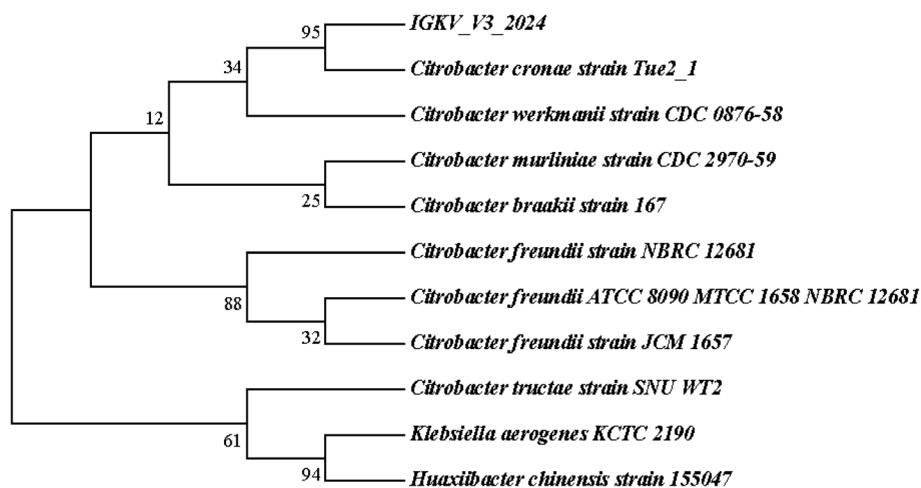 95
IGKV_V3_2024
34
Citrobacter cronae strain Tue2_1
12
Citrobacter werkmanii strain CDC 0876-58
Citrobacter murliniae strain CDC 2970-59
25
Citrobacter braakii strain 167
Citrobacter freundii strain NBRC 12681
88
Citrobacter freundii ATCC 8090 MTCC 1658 NBRC 12681
32
Citrobacter freundii strain JCM 1657
Citrobacter tructae strain SNU WT2
61
Klebsiella aerogenes KCTC 2190
94
Huaxiibacter chinensis strain 155047